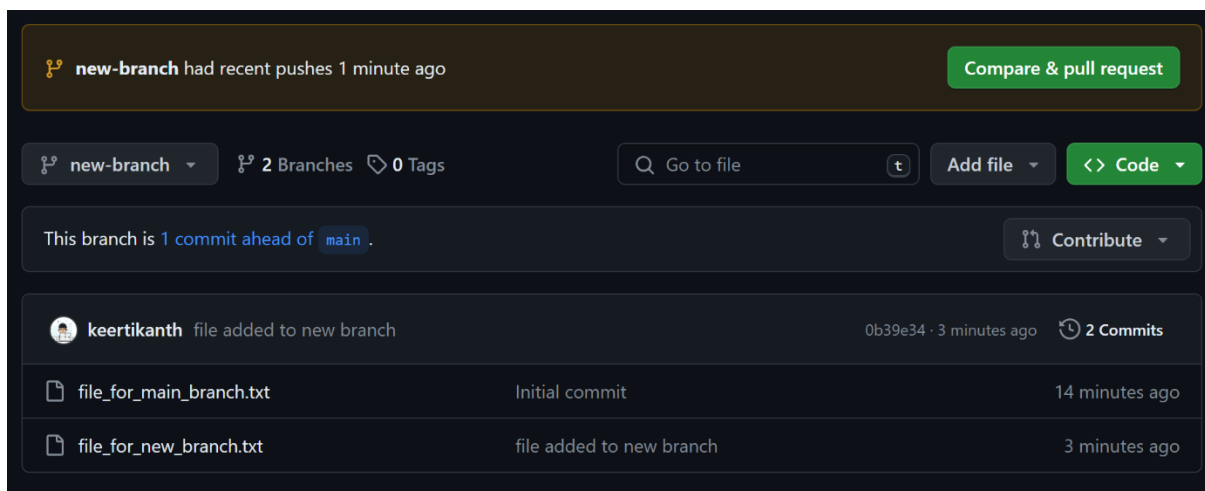 new-branch had recent pushes 1 minute ago Compare & pull request
new-branch 2 Branches 0 Tags Go to file t Add file Code
This branch is 1 commit ahead of main . Contribute
keertikanth file added to new branch 0b39e34 · 3 minutes ago 2 Commits
file_for_main_branch.txt Initial commit 14 minutes ago
file_for_new_branch.txt file added to new branch 3 minutes ago